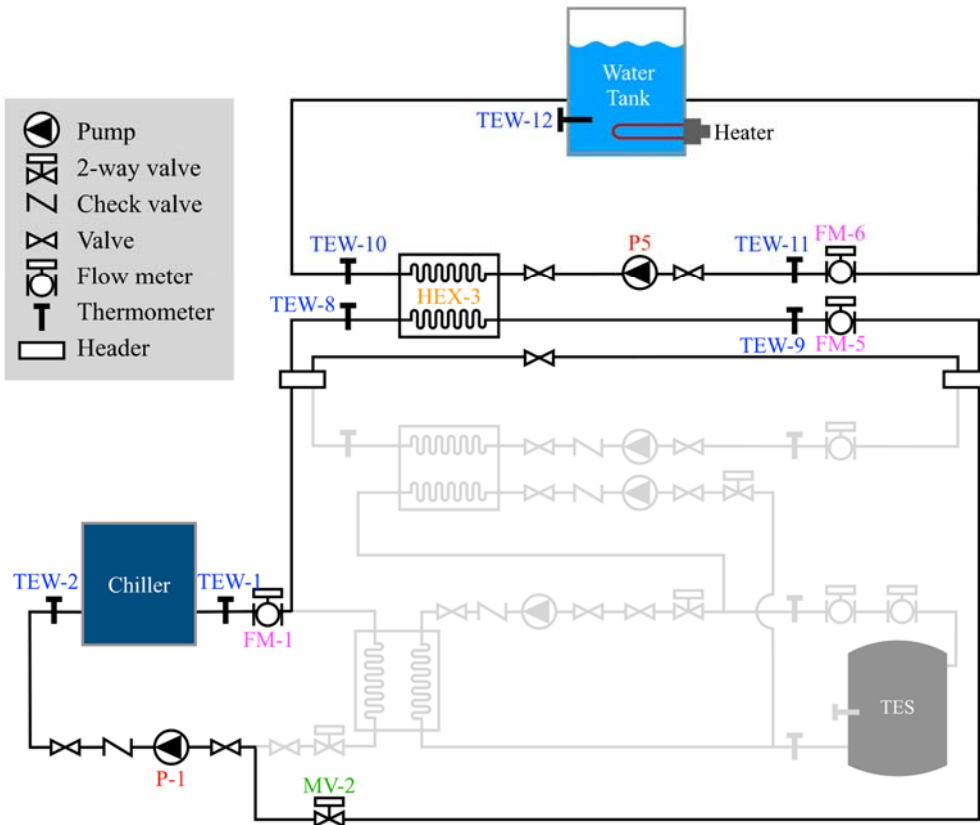 Water
Tank
TEW-12
Heater
Pump
2-way valve
Check valve
Valve
Flow meter
Thermometer
Header
TEW-10
P5
TEW-11
FM-6
TEW-8
HEX-3
TEW-9
FM-5
TEW-2
Chiller
TEW-1
FM-1
TES
P-1
MV-2